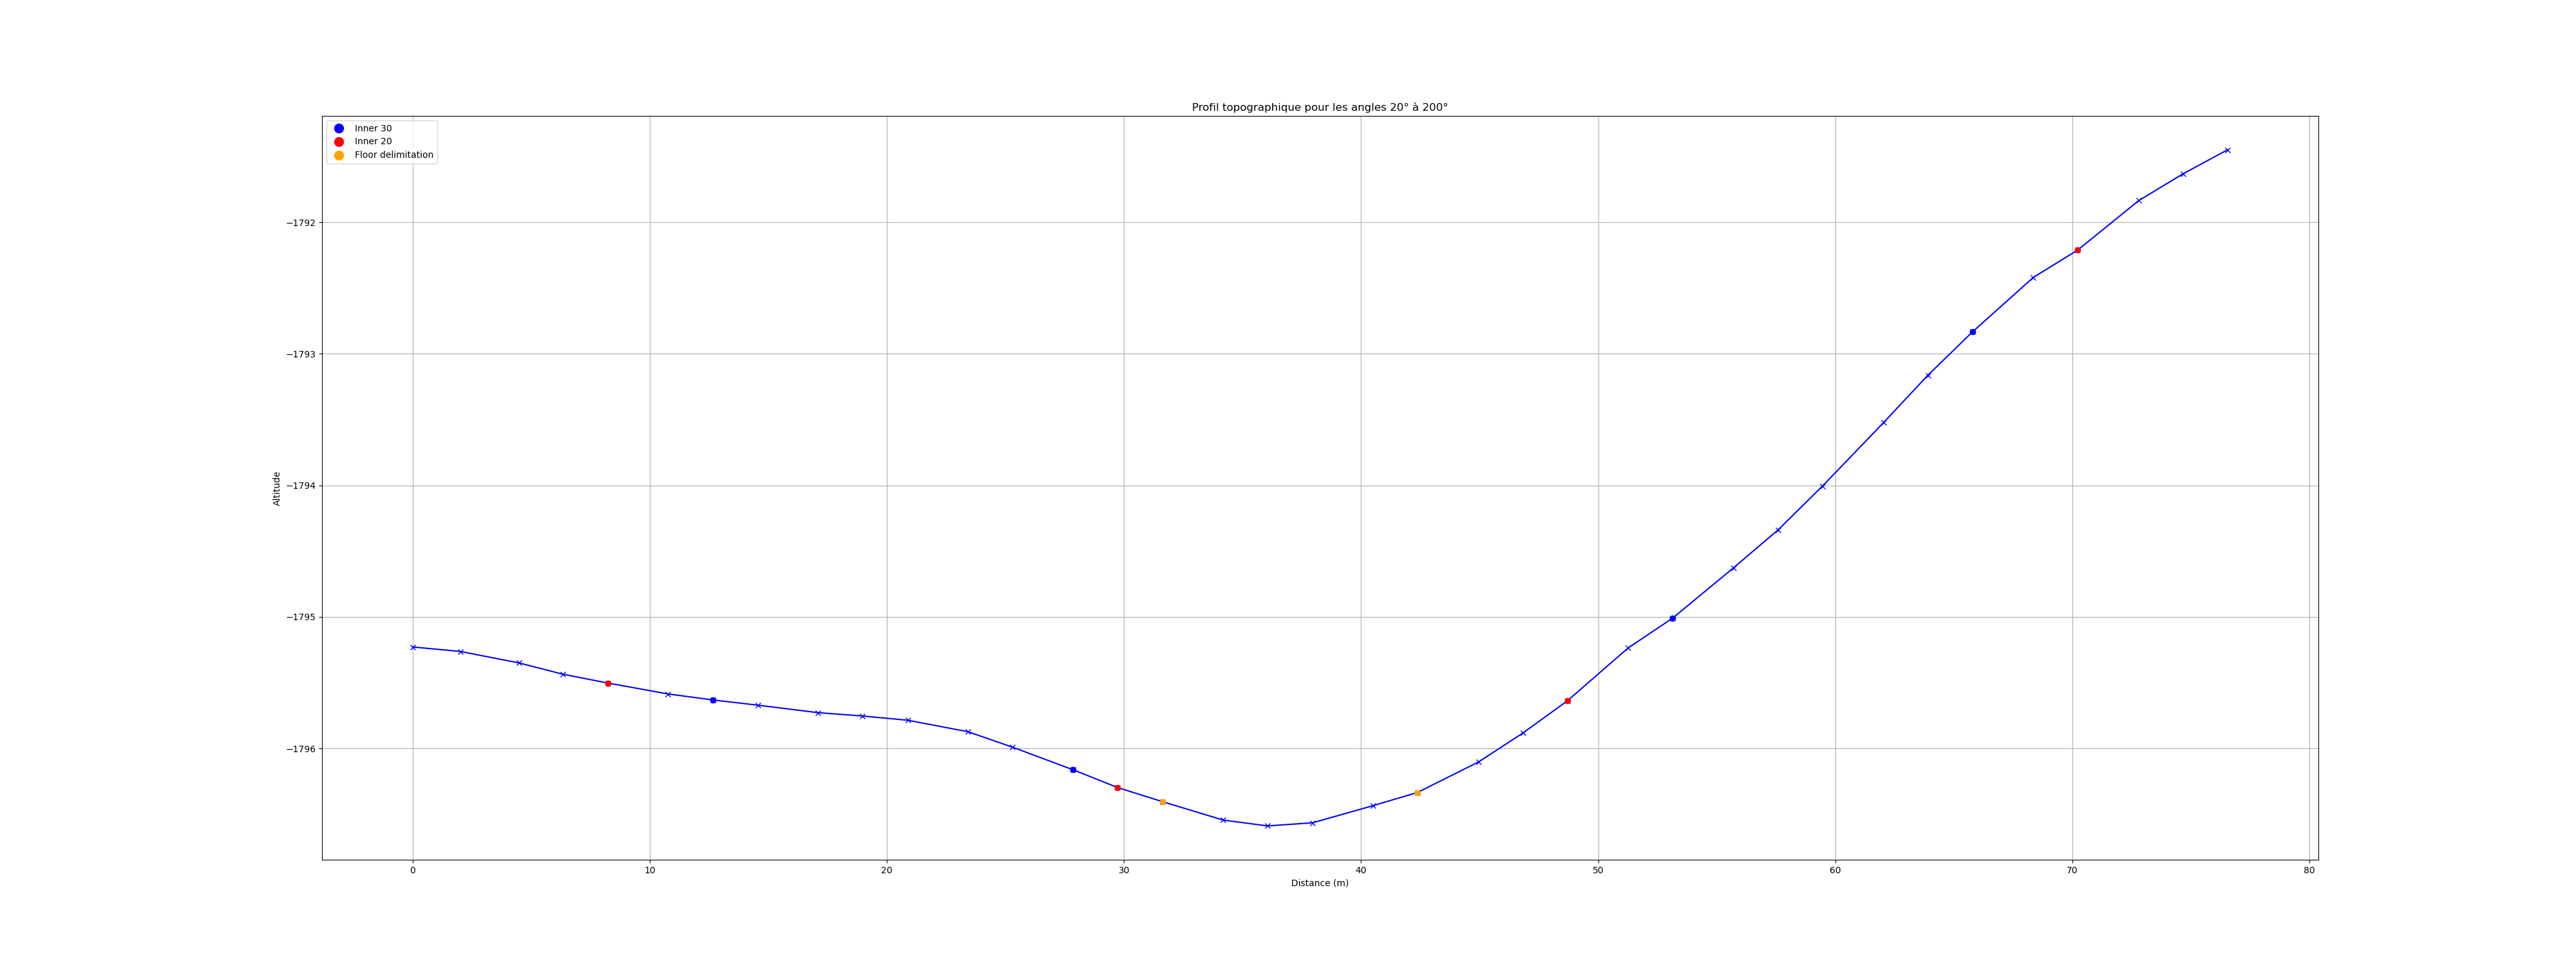 Profil topographique pour les angles 20° à 200°
Inner 30
Inner 20
Floor delimitation
−1792
−1793
−1794
−1795
−1796
Altitude
0 10 20 30 40 50 60 70 80
Distance (m)